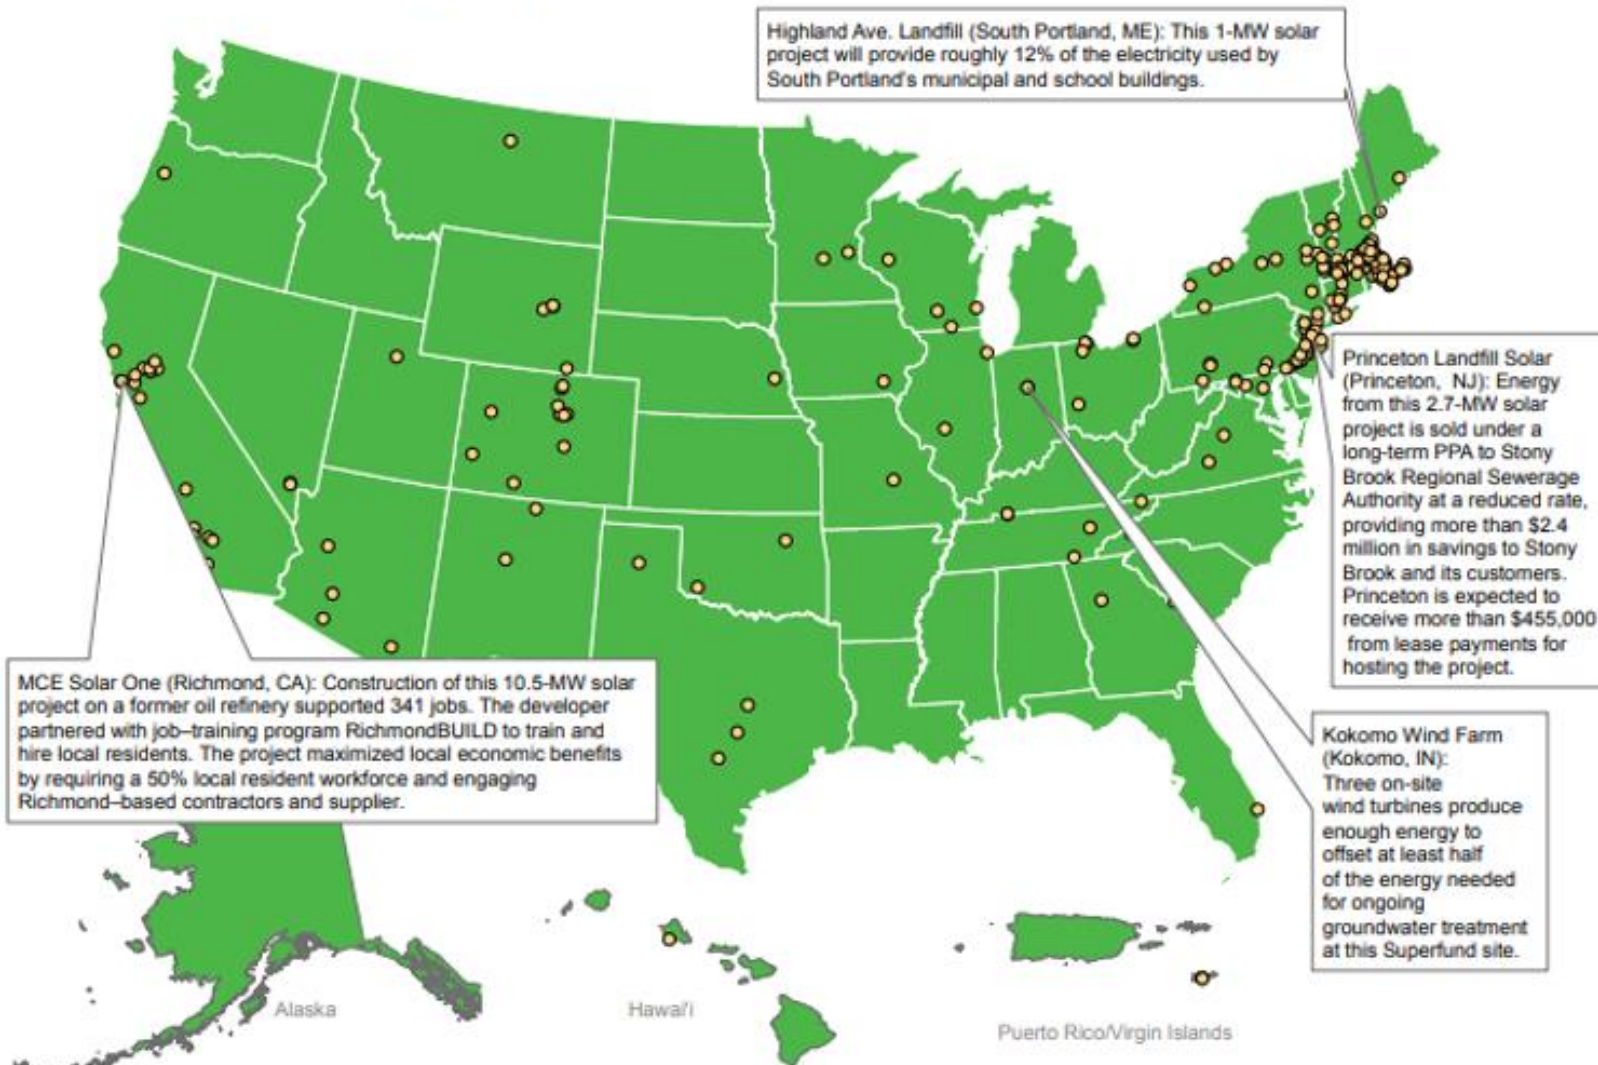 Highland Ave. Landfill (South Portland, ME): This 1-MW solar
project will provide roughly 12% of the electricity used by
South Portland's municipal and school buildings.
Princeton Landfill Solar
(Princeton, NJ): Energy
from this 2.7-MW solar
project is sold under a
long-term PPA to Stony
Brook Regional Sewerage
Authority at a reduced rate,
providing more than $2.4
million in savings to Stony
Brook and its customers.
Princeton is expected to
receive more than $455,000
from lease payments for
hosting the project.
MCE Solar One (Richmond, CA): Construction of this 10.5-MW solar
project on a former oil refinery supported 341 jobs. The developer
partnered with job–training program RichmondBUILD to train and
hire local residents. The project maximized local economic benefits
by requiring a 50% local resident workforce and engaging
Richmond–based contractors and supplier.
Kokomo Wind Farm
(Kokomo, IN):
Three on-site
wind turbines produce
enough energy to
offset at least half
of the energy needed
for ongoing
groundwater treatment
at this Superfund site.
Alaska
Hawai'i
Puerto Rico/Virgin Islands